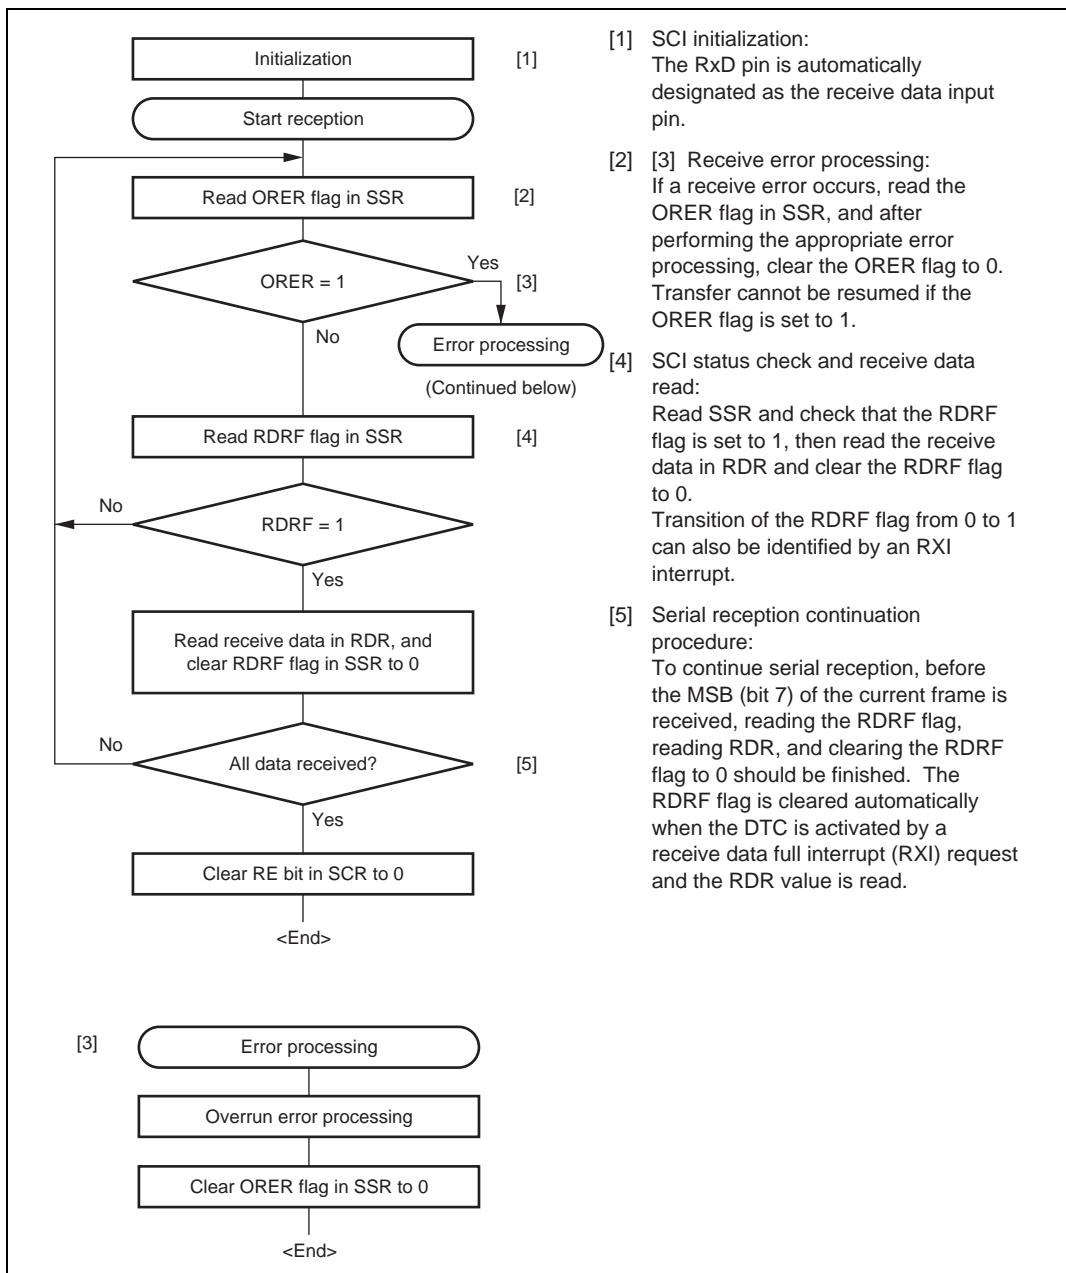 Initialization
[1]
Start reception
Read ORER flag in SSR
[2]
ORER = 1
Yes
[3]
No
Error processing
(Continued below)
Read RDRF flag in SSR
[4]
No
RDRF = 1
Yes
Read receive data in RDR, and
clear RDRF flag in SSR to 0
No
All data received?
[5]
Yes
Clear RE bit in SCR to 0
<End>
[3]
Error processing
Overrun error processing
Clear ORER flag in SSR to 0
<End>
[1] SCI initialization:
The RxD pin is automatically
designated as the receive data input
pin.
[2] [3] Receive error processing:
If a receive error occurs, read the
ORER flag in SSR, and after
performing the appropriate error
processing, clear the ORER flag to 0.
Transfer cannot be resumed if the
ORER flag is set to 1.
[4] SCI status check and receive data
read:
Read SSR and check that the RDRF
flag is set to 1, then read the receive
data in RDR and clear the RDRF flag
to 0.
Transition of the RDRF flag from 0 to 1
can also be identified by an RXI
interrupt.
[5] Serial reception continuation
procedure:
To continue serial reception, before
the MSB (bit 7) of the current frame is
received, reading the RDRF flag,
reading RDR, and clearing the RDRF
flag to 0 should be finished. The
RDRF flag is cleared automatically
when the DTC is activated by a
receive data full interrupt (RXI) request
and the RDR value is read.